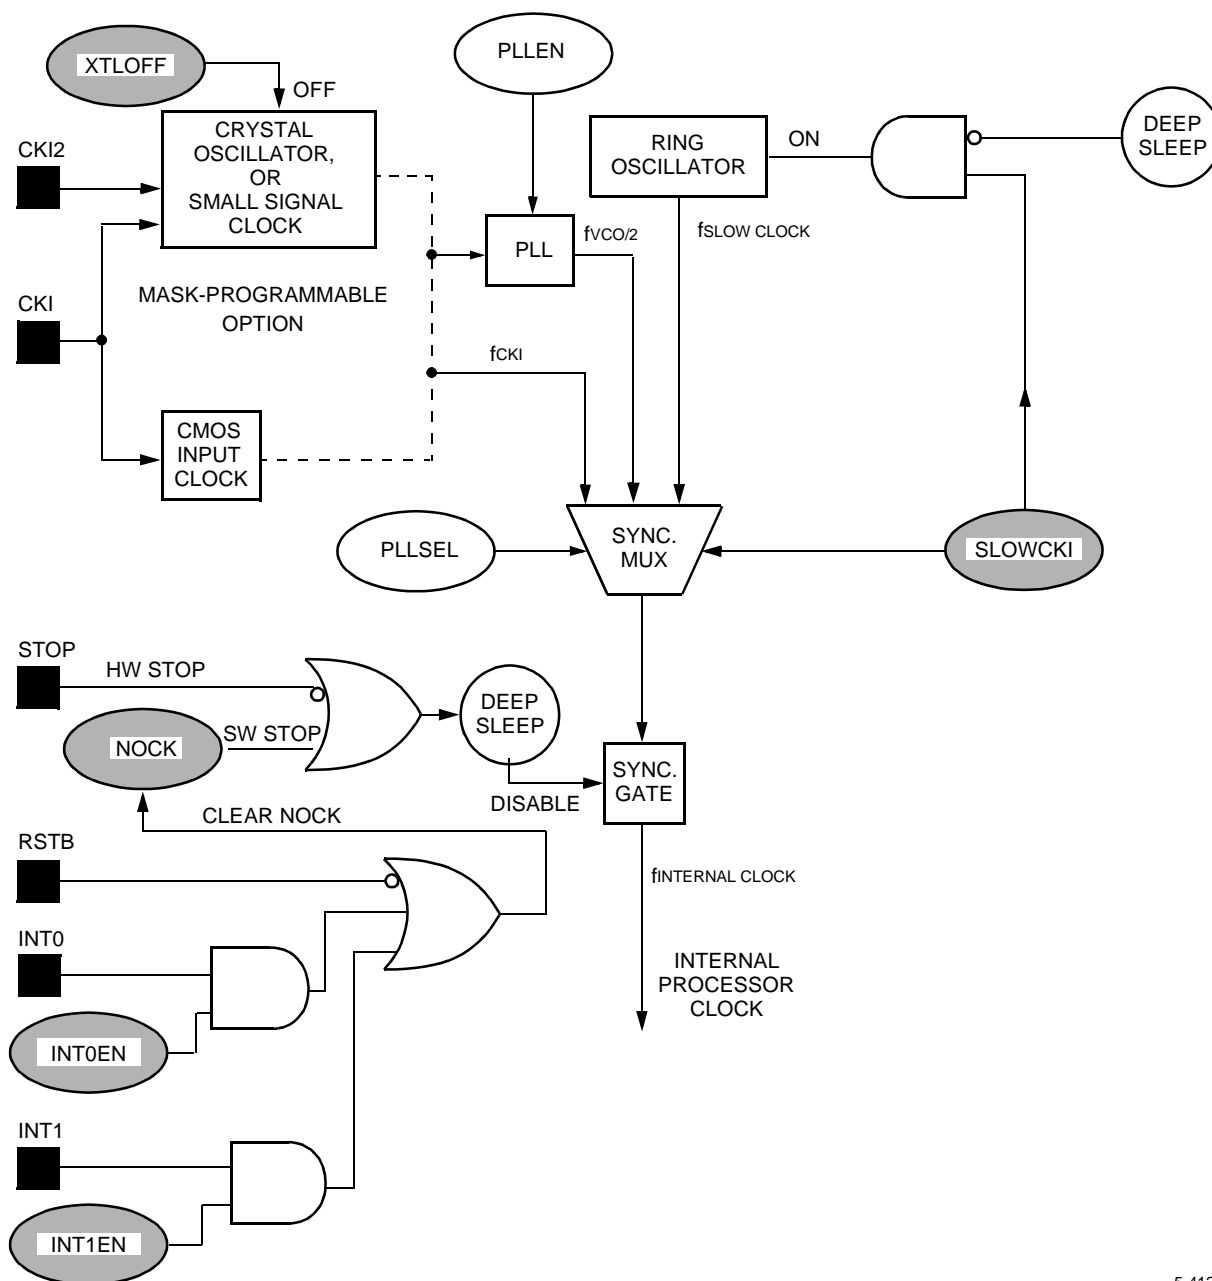 XTLOFF
OFF
PLLEN
CKI2
CRYSTAL
OSCILLATOR,
OR
SMALL SIGNAL
CLOCK
RING
OSCILLATOR
ON
DEEP
SLEEP
PLL
fVCO/2
fSLOW CLOCK
CKI
MASK-PROGRAMMABLE
OPTION
fCKI
CMOS
INPUT
CLOCK
PLLSEL
SYNC.
MUX
SLOWCKI
STOP
HW STOP
NOCK
SW STOP
DEEP
SLEEP
DISABLE
SYNC.
GATE
CLEAR NOCK
RSTB
fINTERNAL CLOCK
INT0
INTERNAL
PROCESSOR
CLOCK
INT0EN
INT1
INT1EN